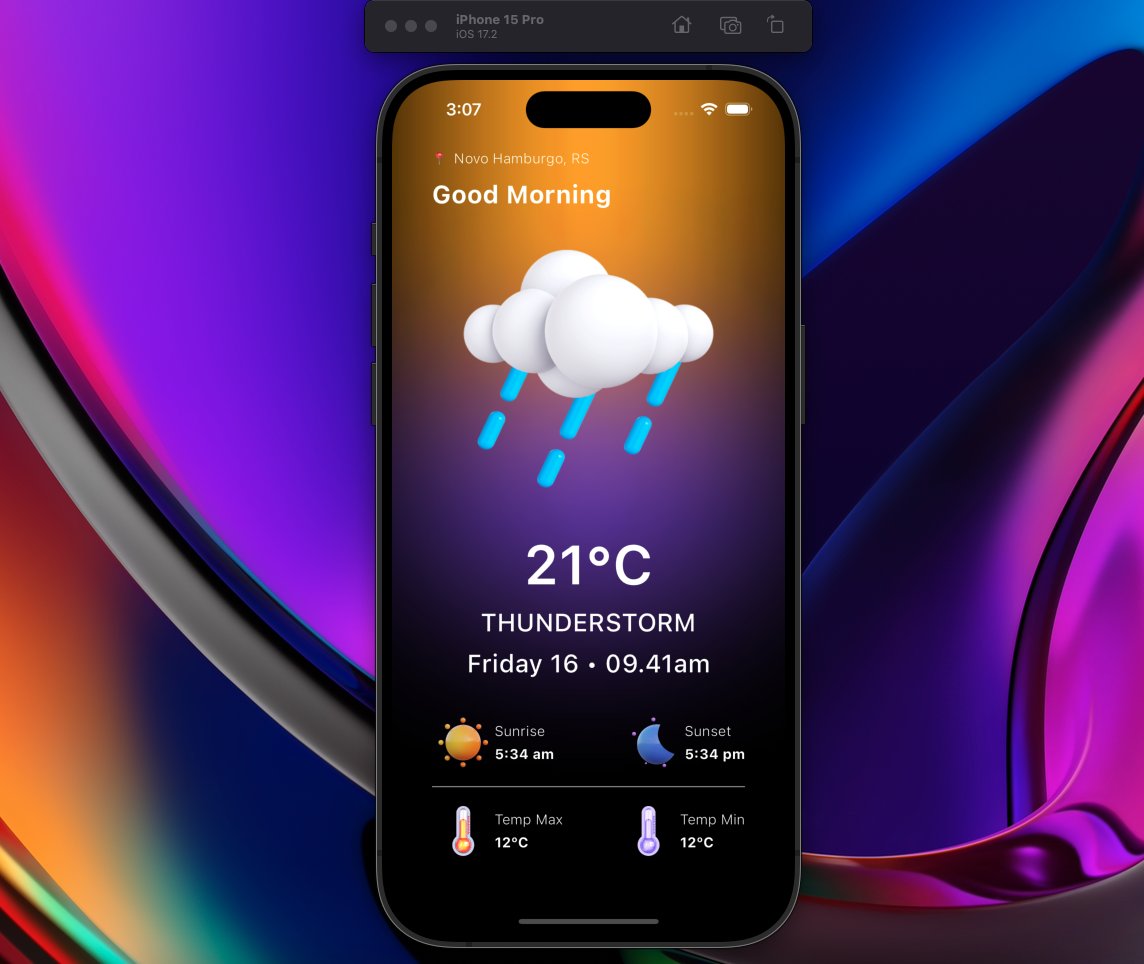 iPhone 15 Pro
iOS 17.2
3:07
Novo Hamburgo, RS
Good Morning
21°C
THUNDERSTORM
Friday 16 • 09.41am
Sunrise
5:34 am
Sunset
5:34 pm
Temp Max
12°C
Temp Min
12°C